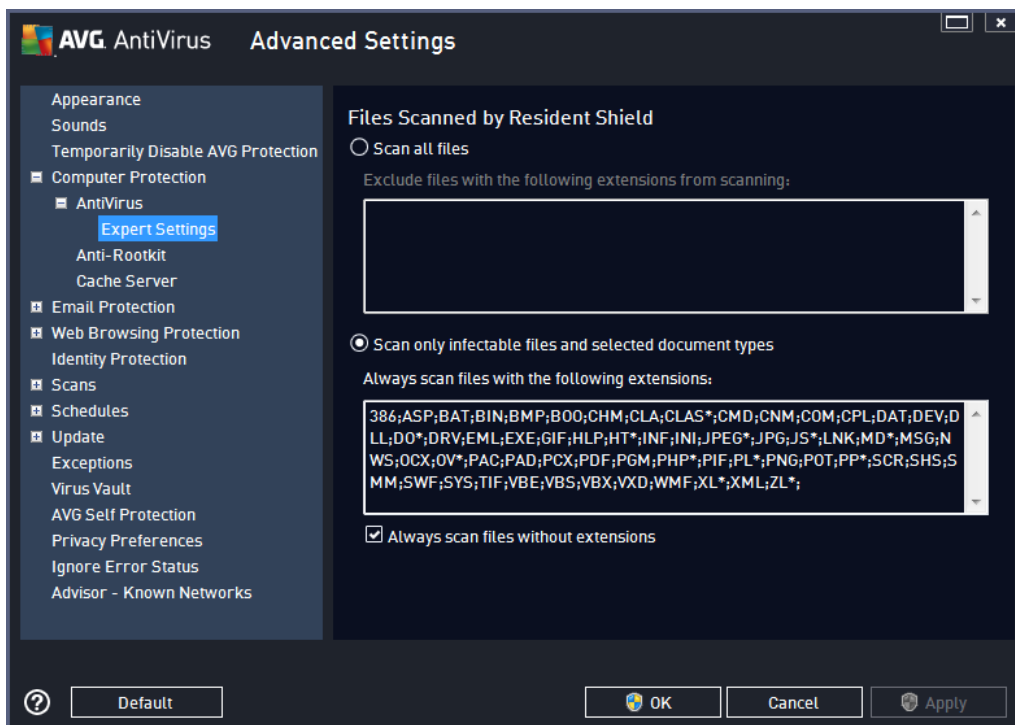 AVG. AntiVirus Advanced Settings
Appearance
Sounds
Temporarily Disable AVG Protection
Computer Protection
AntiVirus
Expert Settings
Anti-Rootkit
Cache Server
Email Protection
Web Browsing Protection
Identity Protection
Scans
Schedules
Update
Exceptions
Virus Vault
AVG Self Protection
Privacy Preferences
Ignore Error Status
Advisor - Known Networks
Files Scanned by Resident Shield
Scan all files
Exclude files with the following extensions from scanning:
Scan only infectable files and selected document types
Always scan files with the following extensions:
386;ASP;BAT;BIN;BMP;BOO;CHM;CLA;CLAS*;CMD;CNM;COM;CPL;DAT;DEV;D
LL;DO*;DRV;EML;EXE;GIF;HLP;HT*;INF;INI;JPEG*;JPG;JS*;LNK;MD*;MSG;N
WS;OCX;OV*;PAC;PAD;PCX;PDF;PGM;PHP*;PIF;PL*;PNG;POT;PP*;SCR;SHS;S
MM;SWF;SYS;TIF;VBE;VBS;VBX;VXD;WMF;XL*;XML;ZL*;
Always scan files without extensions
? Default OK Cancel Apply